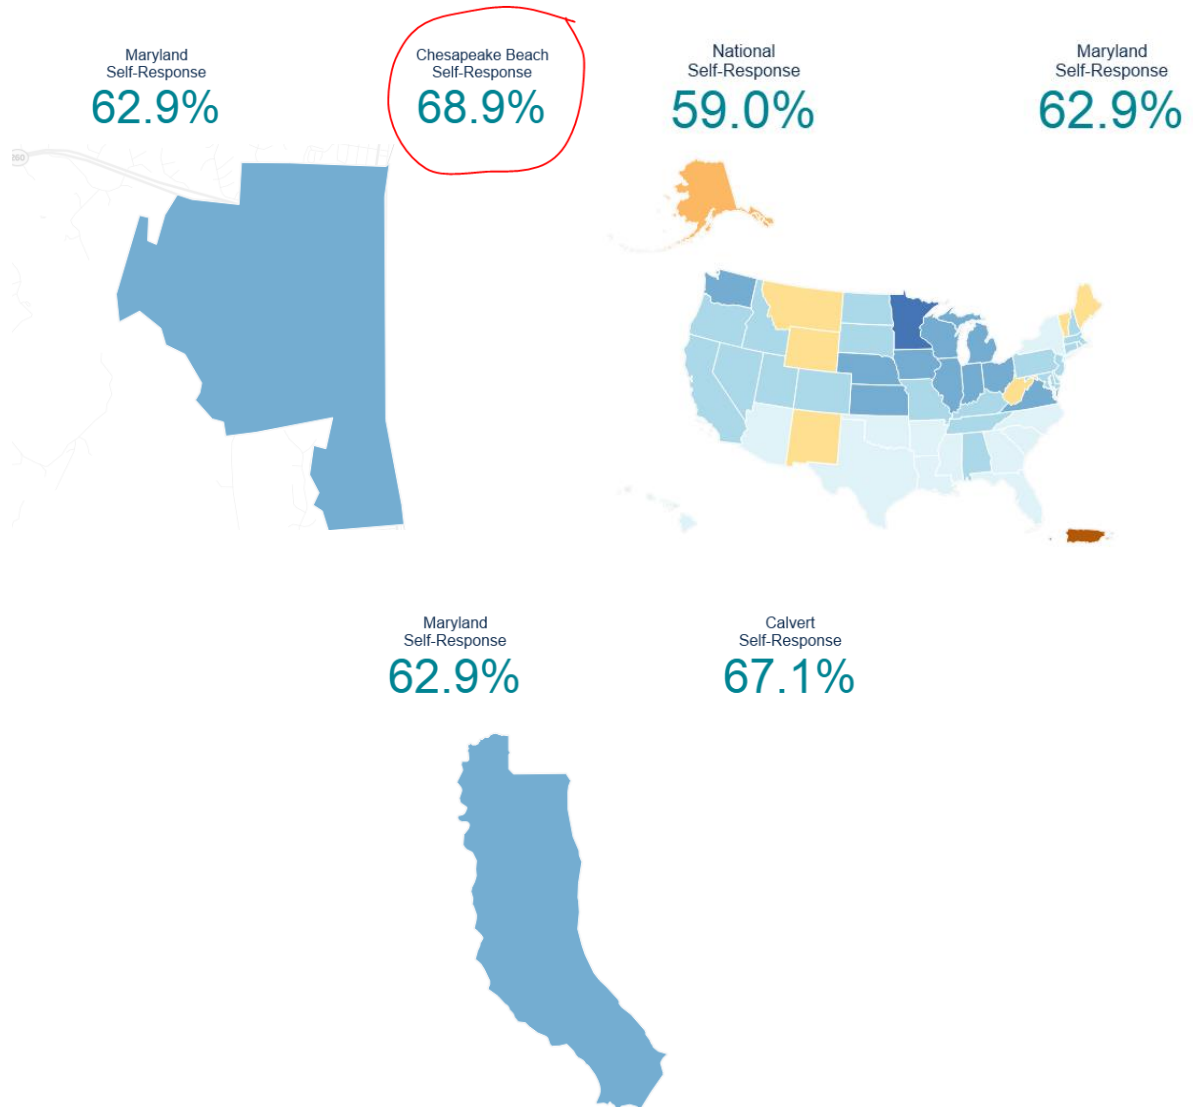 Maryland
Self-Response
62.9%
Chesapeake Beach
Self-Response
68.9%
National
Self-Response
59.0%
Maryland
Self-Response
62.9%
260
Maryland
Self-Response
62.9%
Calvert
Self-Response
67.1%